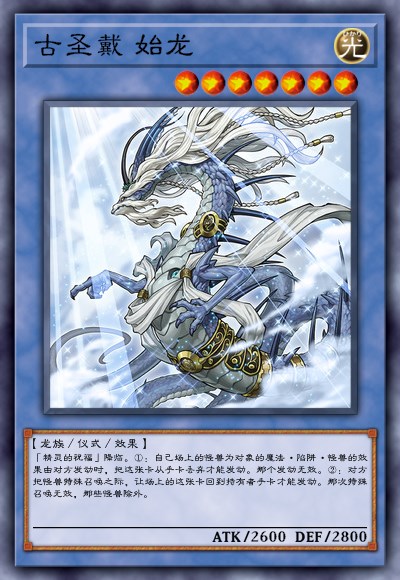 古圣戴 始龙
ひかり
光
【龙族/仪式/效果】
「精灵的祝福」降临。①：自己场上的怪兽为对象的魔法·陷阱·怪兽的效
果由对方发动时，把这张卡从手卡丢弃才能发动。那个发动无效。②：对方
把怪兽特殊召唤之际，让场上的这张卡回到持有者手卡才能发动。那次特殊
召唤无效，那些怪兽除外。
ATK/2600 DEF/2800